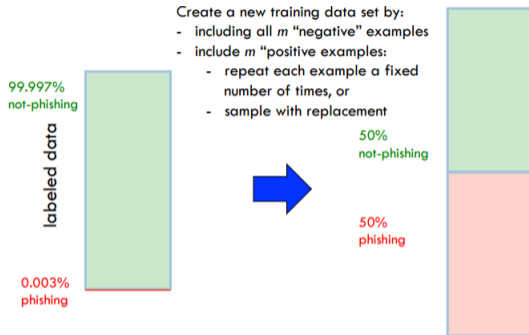 Create a new training data set by:
- including all m “negative” examples
- include m “positive examples:
- repeat each example a fixed
number of times, or
- sample with replacement
99.997%
not-phishing
labeled data
0.003%
phishing
50%
not-phishing
50%
phishing